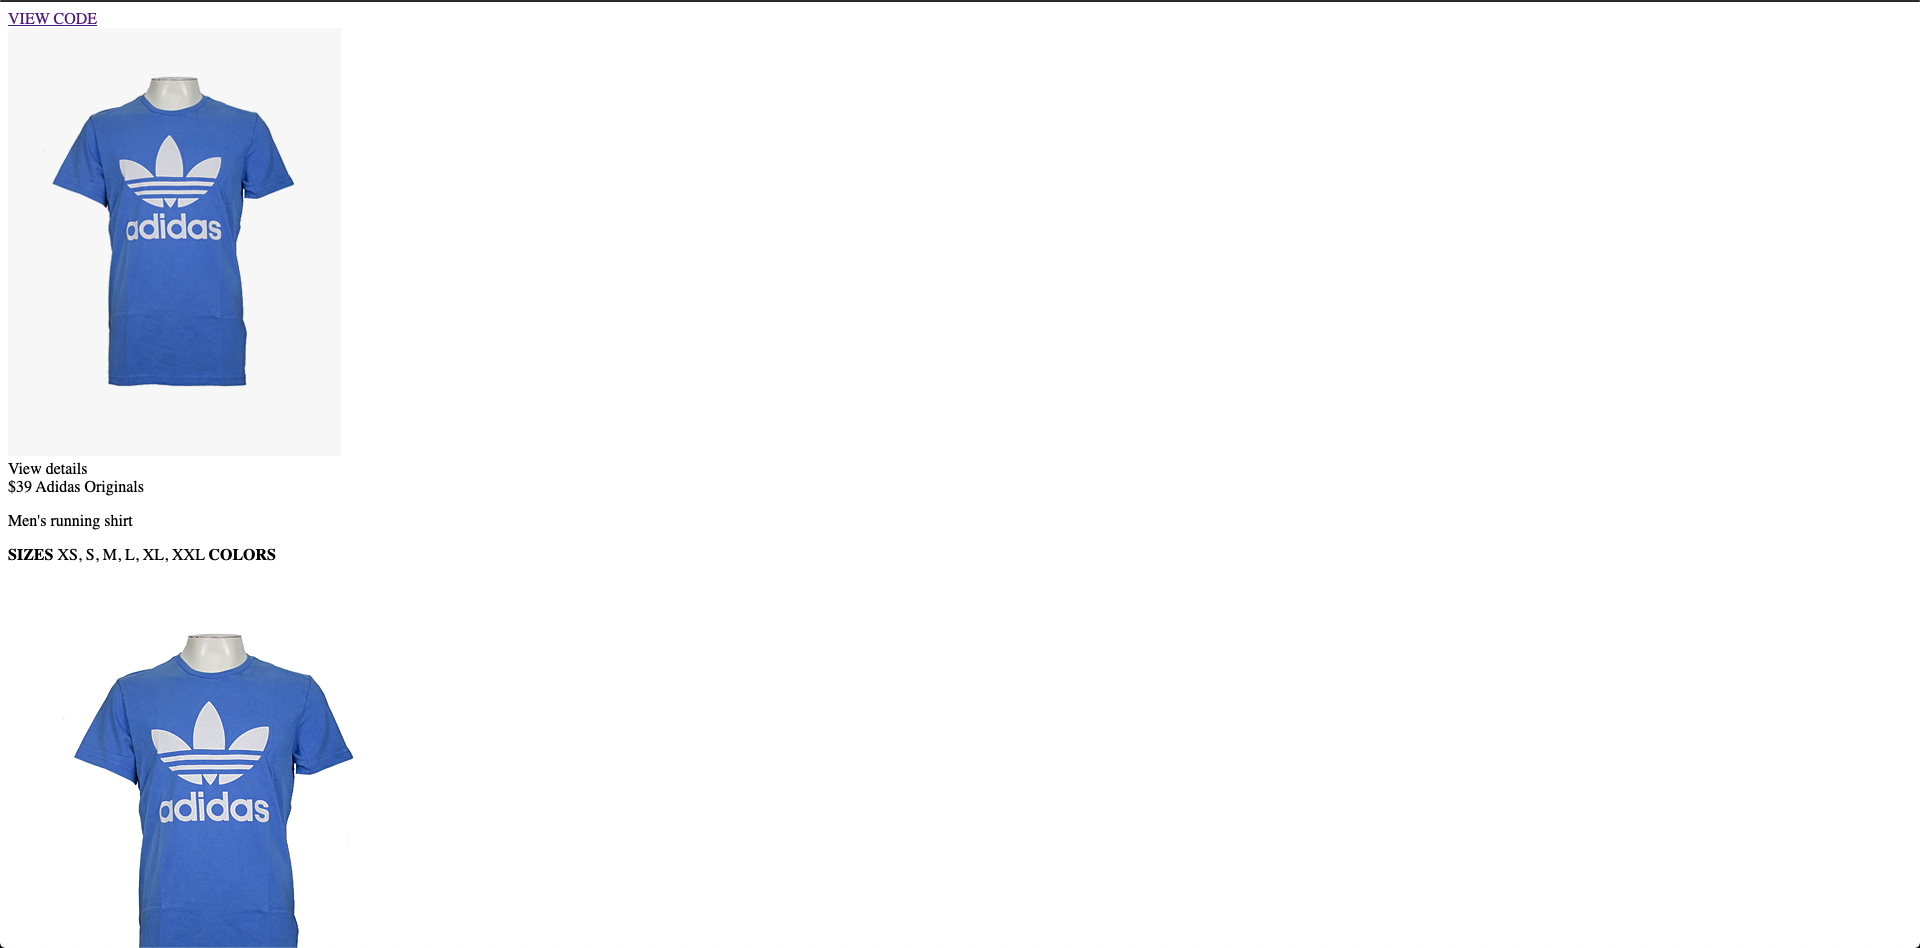 VIEW CODE
adidas
View details
$39 Adidas Originals
Men's running shirt
SIZES XS, S, M, L, XL, XXL COLORS
adidas